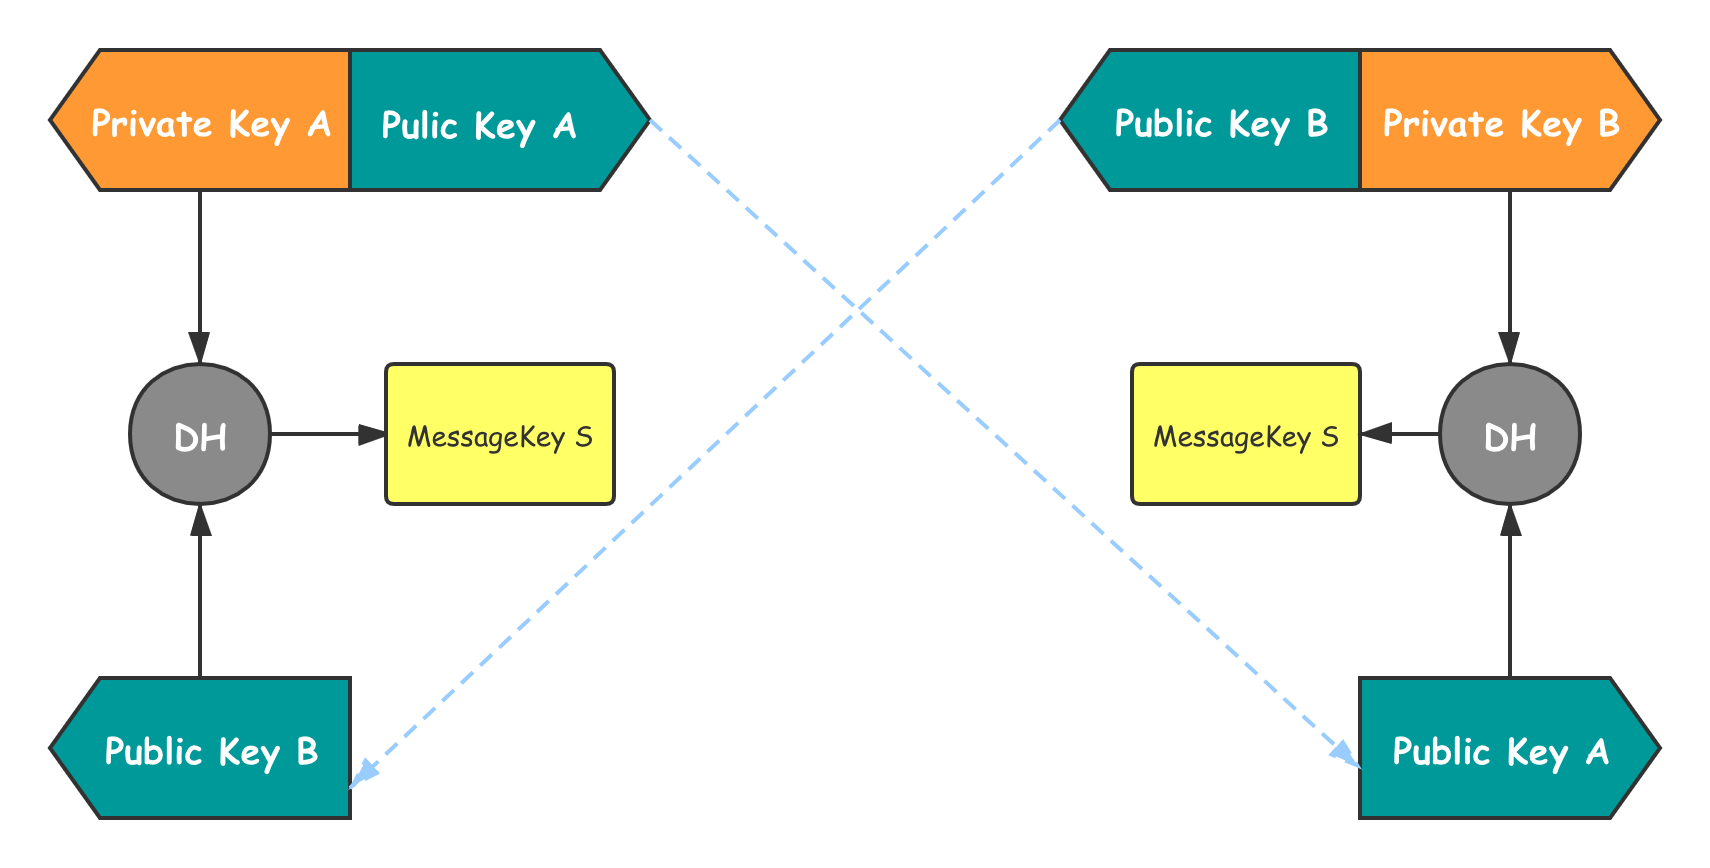 Private Key A
Pulic Key A
Public Key B
Private Key B
DH
MessageKey S
MessageKey S
DH
Public Key B
Public Key A